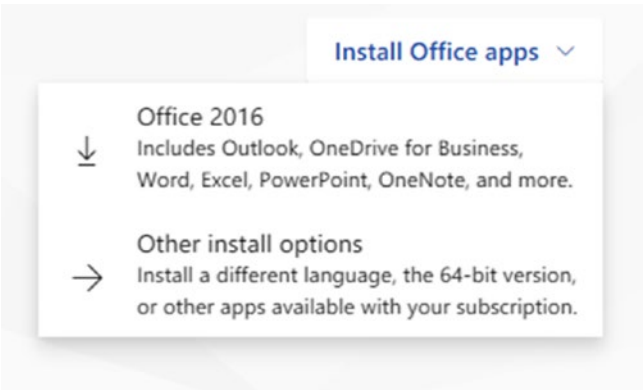 Install Office apps
Office 2016
Includes Outlook, OneDrive for Business,
Word, Excel, PowerPoint, OneNote, and more.
Other install options
Install a different language, the 64-bit version,
or other apps available with your subscription.